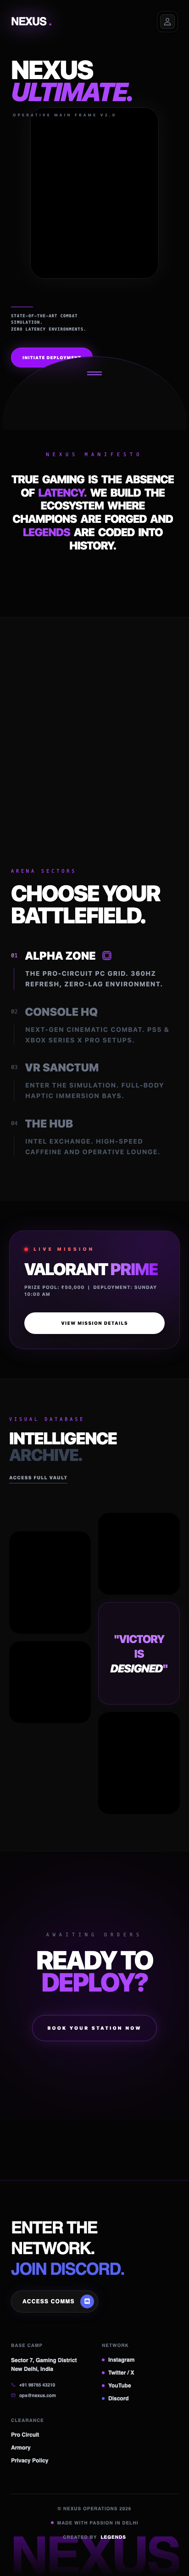 NEXUS.
NEXUS
ULTIMATE.
OPERATIVE MAIN FRAME V2.0
STATE-OF-THE-ART COMBAT
SIMULATION.
ZERO LATENCY ENVIRONMENTS.
INITIATE DEPLOYMENT
NEXUS MANIFESTO
TRUE GAMING IS THE ABSENCE
OF LATENCY. WE BUILD THE
ECOSYSTEM WHERE
CHAMPIONS ARE FORGED AND
LEGENDS ARE CODED INTO
HISTORY.
ARENA SECTORS
CHOOSE YOUR
BATTLEFIELD.
01 ALPHA ZONE
THE PRO-CIRCUIT PC GRID. 360HZ
REFRESH, ZERO-LAG ENVIRONMENT.
02 CONSOLE HQ
NEXT-GEN CINEMATIC COMBAT. PS5 &
XBOX SERIES X PRO SETUPS.
03 VR SANCTUM
ENTER THE SIMULATION. FULL-BODY
HAPTIC IMMERSION BAYS.
04 THE HUB
INTEL EXCHANGE. HIGH-SPEED
CAFFEINE AND OPERATIVE LOUNGE.
LIVE MISSION
VALORANT PRIME
PRIZE POOL: ₹50,000 | DEPLOYMENT: SUNDAY
10:00 AM
VIEW MISSION DETAILS
VISUAL DATABASE
INTELLIGENCE
ARCHIVE.
ACCESS FULL VAULT
"VICTORY
IS
DESIGNED"
AWAITING ORDERS
READY TO
DEPLOY?
BOOK YOUR STATION NOW
ENTER THE
NETWORK.
JOIN DISCORD.
ACCESS COMMS
BASE CAMP
Sector 7, Gaming District
New Delhi, India
+91 98765 43210
ops@nexus.com
NETWORK
Instagram
Twitter / X
YouTube
Discord
CLEARANCE
Pro Circuit
Armory
Privacy Policy
© NEXUS OPERATIONS 2026
MADE WITH PASSION IN DELHI
CREATED BY LEGENDS
NEXUS